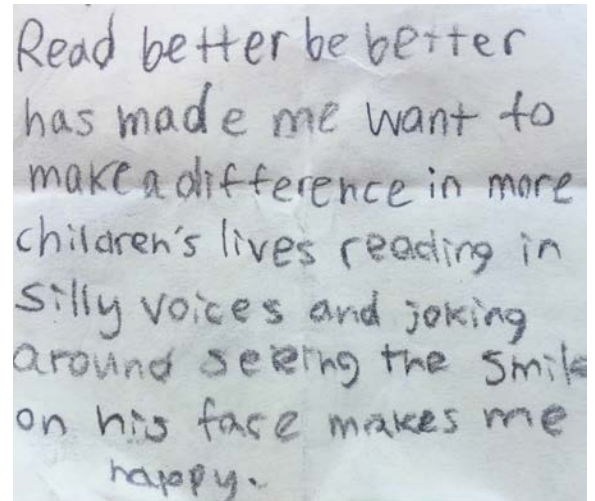 Read better be better
has made me want to
make a difference in more
children's lives reading in
silly voices and joking
around seeing the smile
on his face makes me
happy.